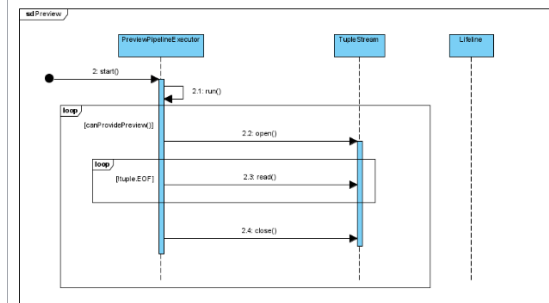 sd Preview
PreviewPipelineExecutor
TupleStream
Lifeline
2: start()
2.1: run()
loop
[canProvidePreview()]
2.2: open()
loop
[!tuple.EOF]
2.3: read()
2.4: close()